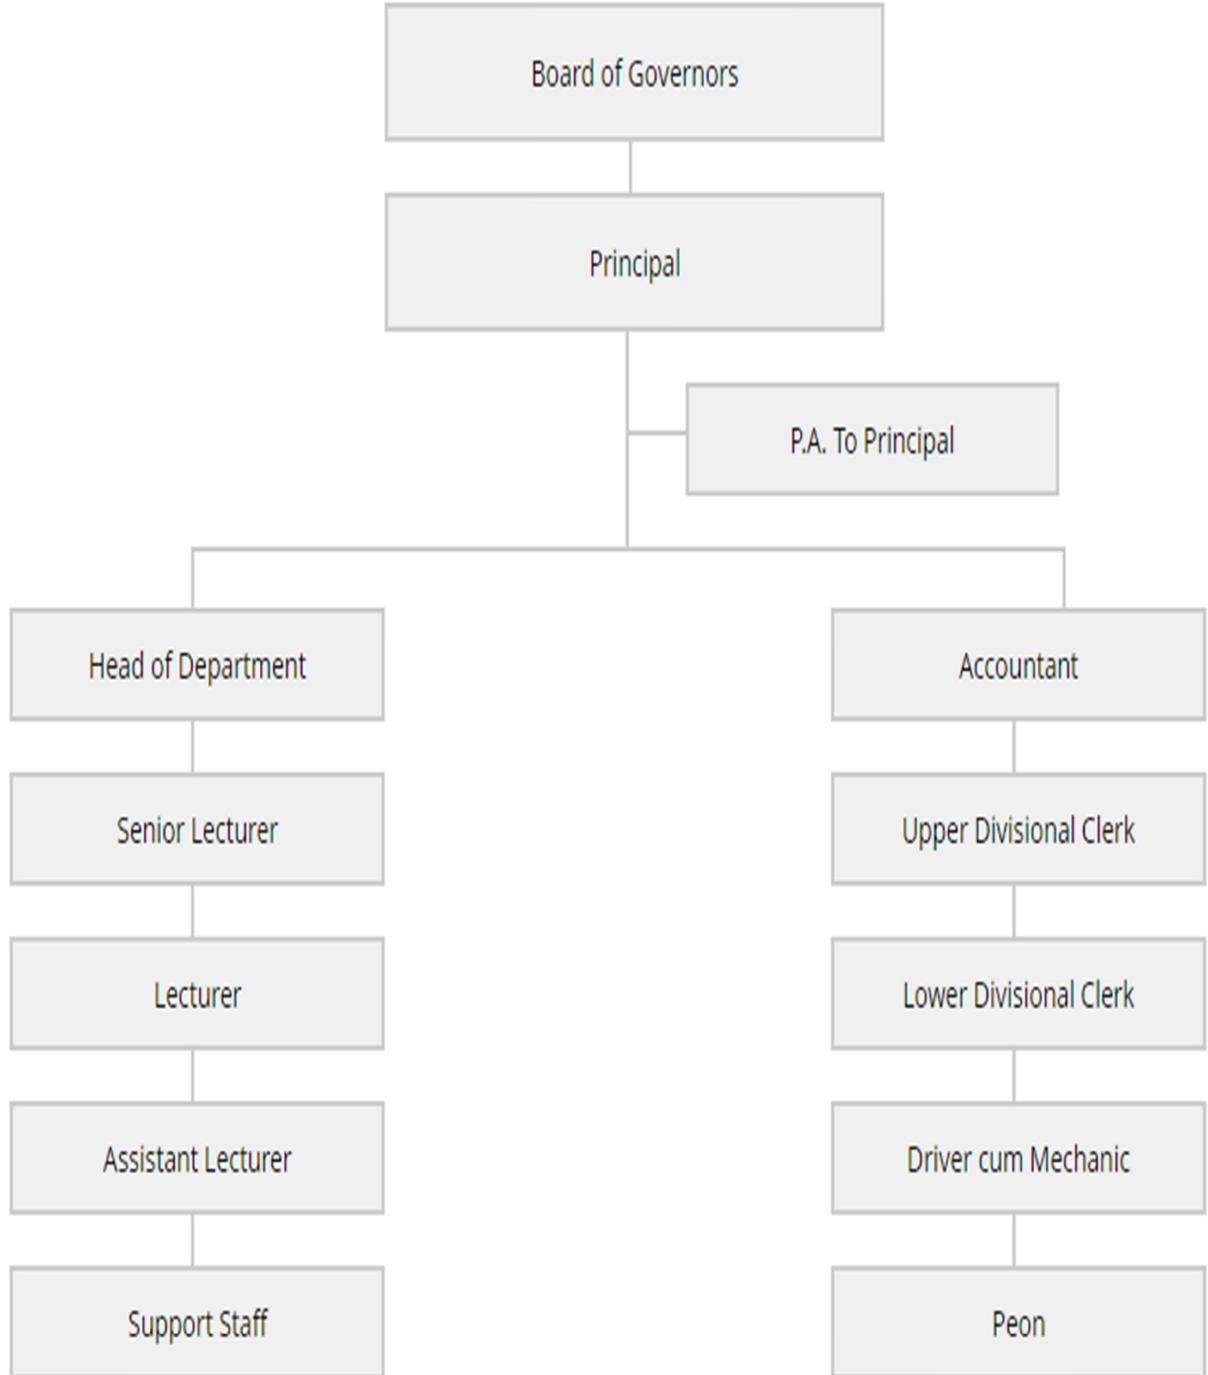 Board of Governors
Principal
P.A. To Principal
Head of Department
Accountant
Senior Lecturer
Upper Divisional Clerk
Lecturer
Lower Divisional Clerk
Assistant Lecturer
Driver cum Mechanic
Support Staff
Peon